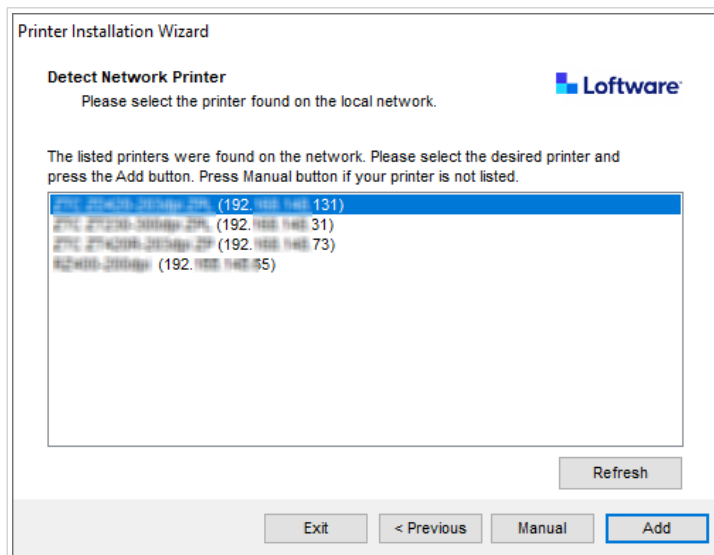 Printer Installation Wizard
Detect Network Printer
Please select the printer found on the local network.
Loftware
The listed printers were found on the network. Please select the desired printer and
press the Add button. Press Manual button if your printer is not listed.
(192. 131)
(192. 31)
(192. 73)
(192. 65)
Refresh
Exit
< Previous
Manual
Add